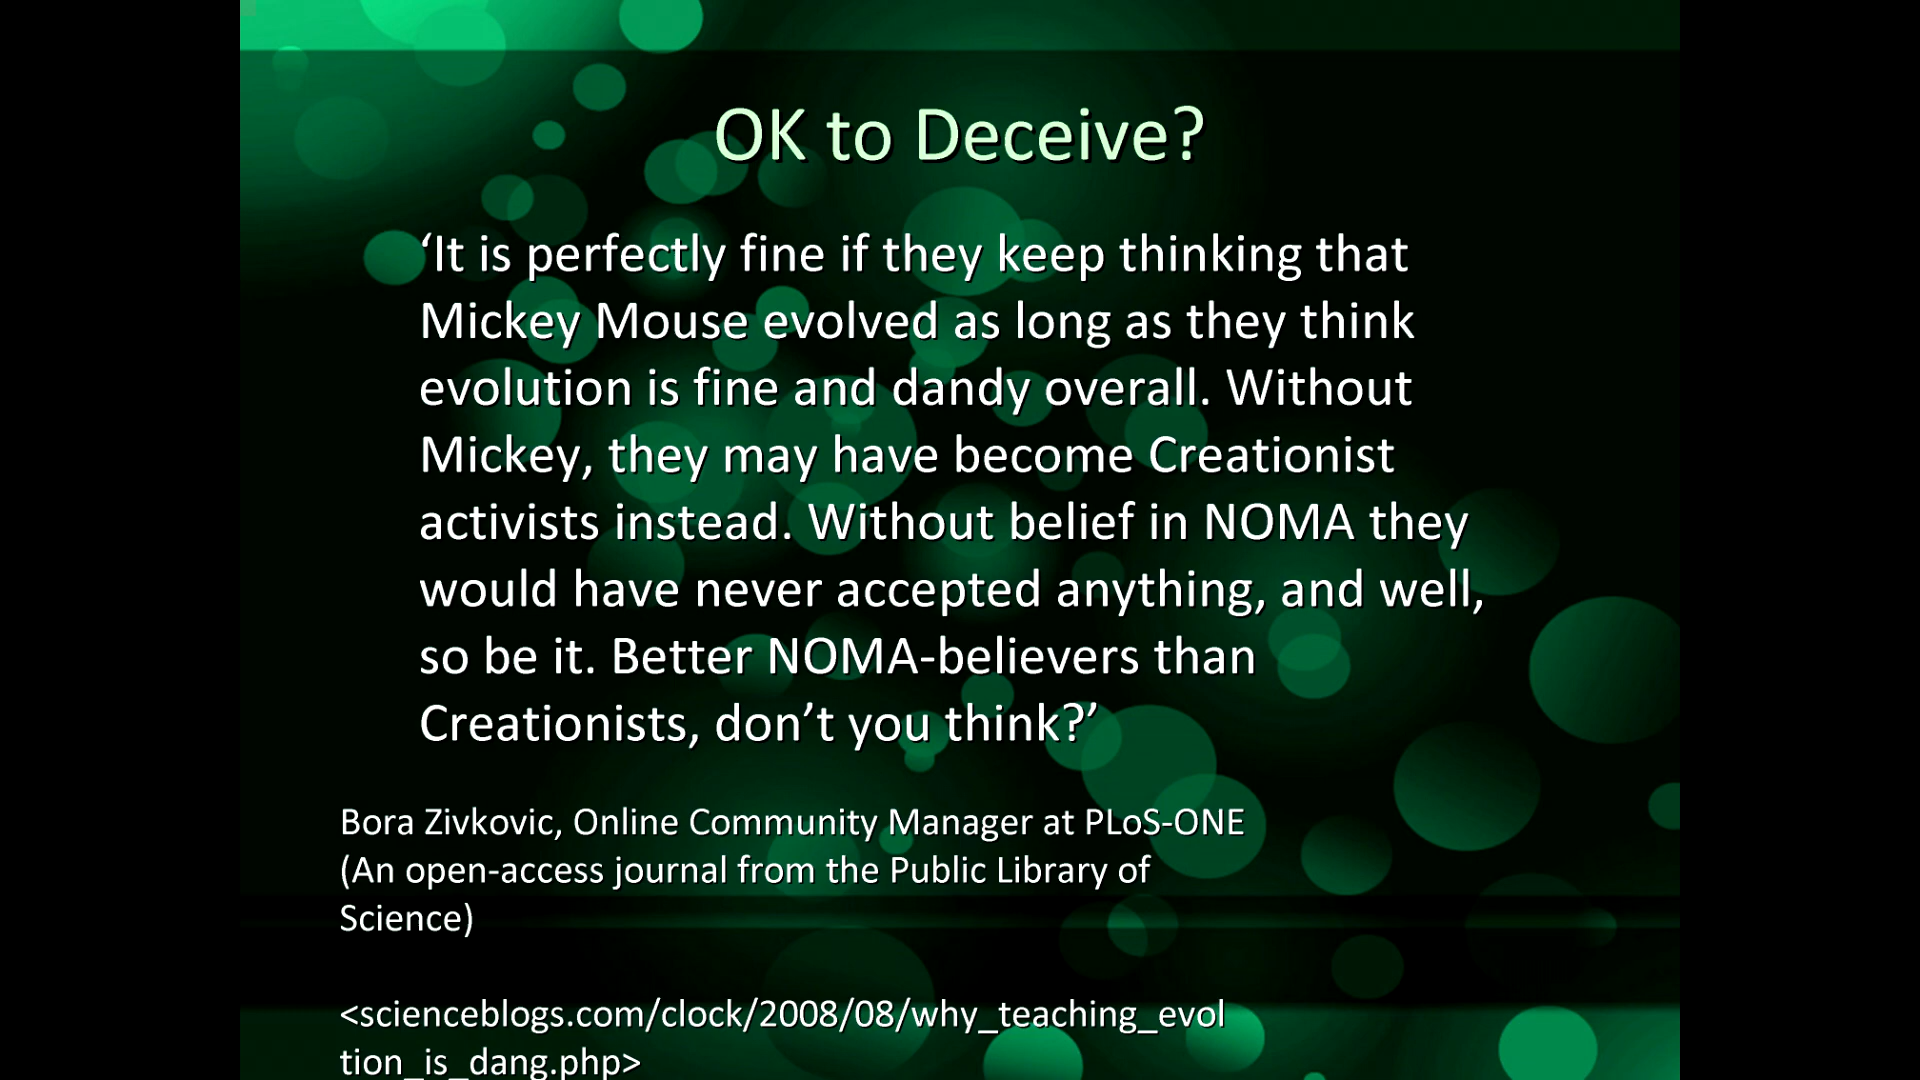 OK to Deceive?
‘It is perfectly fine if they keep thinking that
Mickey Mouse evolved as long as they think
evolution is fine and dandy overall. Without
Mickey, they may have become Creationist
activists instead. Without belief in NOMA they
would have never accepted anything, and well,
so be it. Better NOMA-believers than
Creationists, don’t you think?’
Bora Zivkovic, Online Community Manager at PLoS-ONE
(An open-access journal from the Public Library of
Science)
<scienceblogs.com/clock/2008/08/why_teaching_evol
tion_is_dang.php>